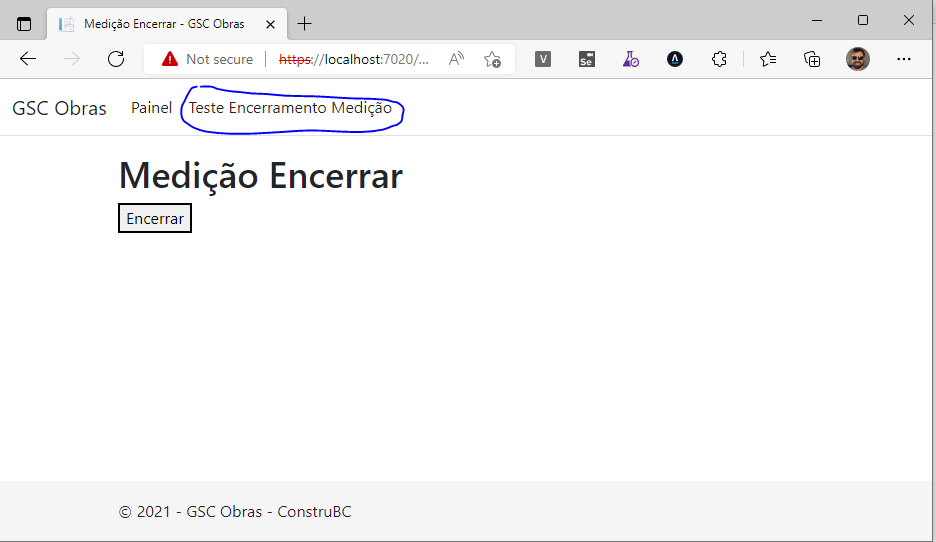 Medição Encerrar - GSC Obras
Not secure https://localhost:7020/...
V Se
GSC Obras Painel Teste Encerramento Medição
Medição Encerrar
Encerrar
© 2021 - GSC Obras - ConstruBC